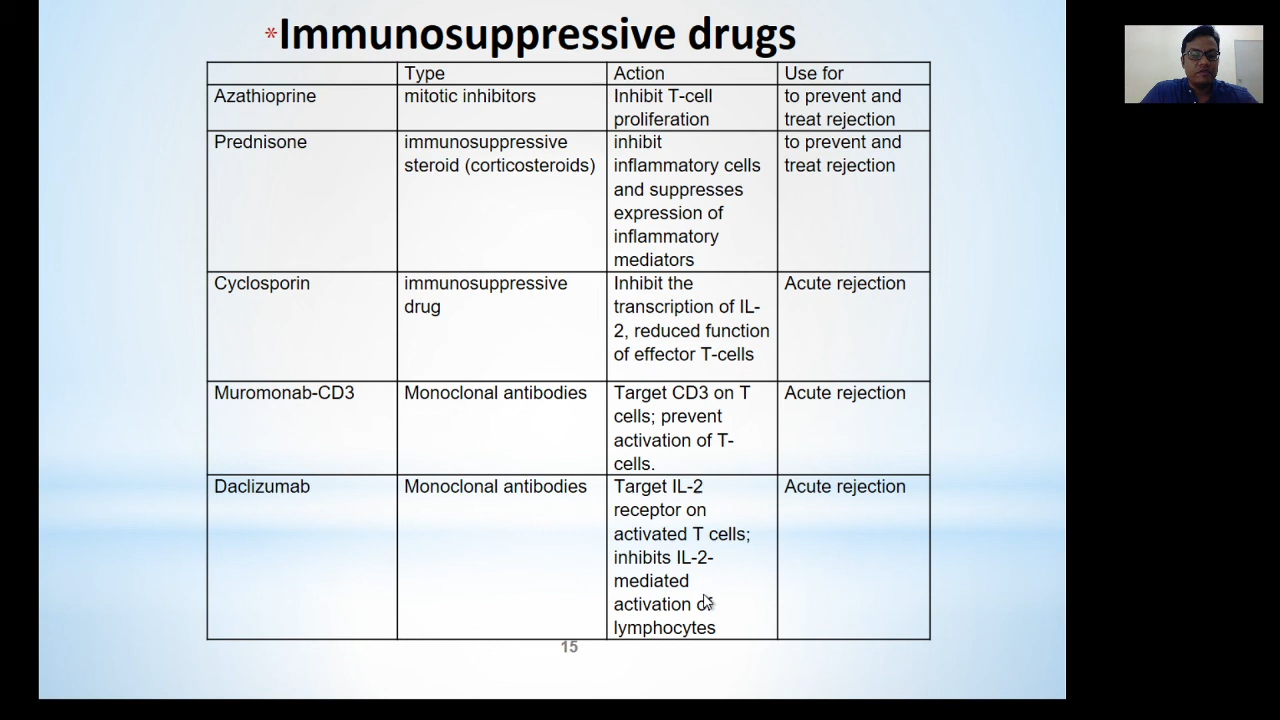 *Immunosuppressive drugs
Type Action Use for
Azathioprine mitotic inhibitors Inhibit T-cell to prevent and
proliferation treat rejection
Prednisone immunosuppressive inhibit to prevent and
steroid (corticosteroids) inflammatory cells treat rejection
and suppresses
expression of
inflammatory
mediators
Cyclosporin immunosuppressive Inhibit the Acute rejection
drug transcription of IL-
2, reduced function
of effector T-cells
Muromonab-CD3 Monoclonal antibodies Target CD3 on T Acute rejection
cells; prevent
activation of T-
cells.
Daclizumab Monoclonal antibodies Target IL-2 Acute rejection
receptor on
activated T cells;
inhibits IL-2-
mediated
activation of
lymphocytes
15